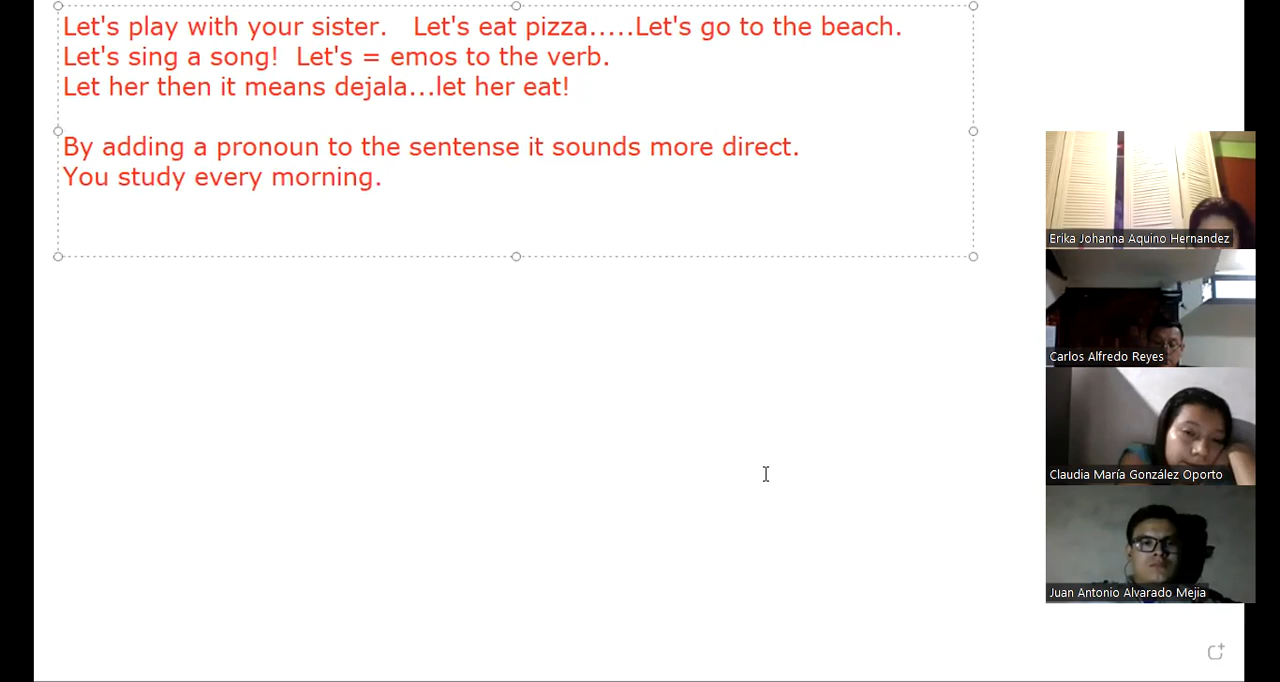 Let's play with your sister.   Let's eat pizza.....Let's go to the beach.
Let's sing a song!  Let's = emos to the verb.
Let her then it means dejala...let her eat!
By adding a pronoun to the sentense it sounds more direct.
You study every morning.
Erika Johanna Aquino Hernandez
Carlos Alfredo Reyes
Claudia María González Oporto
Juan Antonio Alvarado Mejia